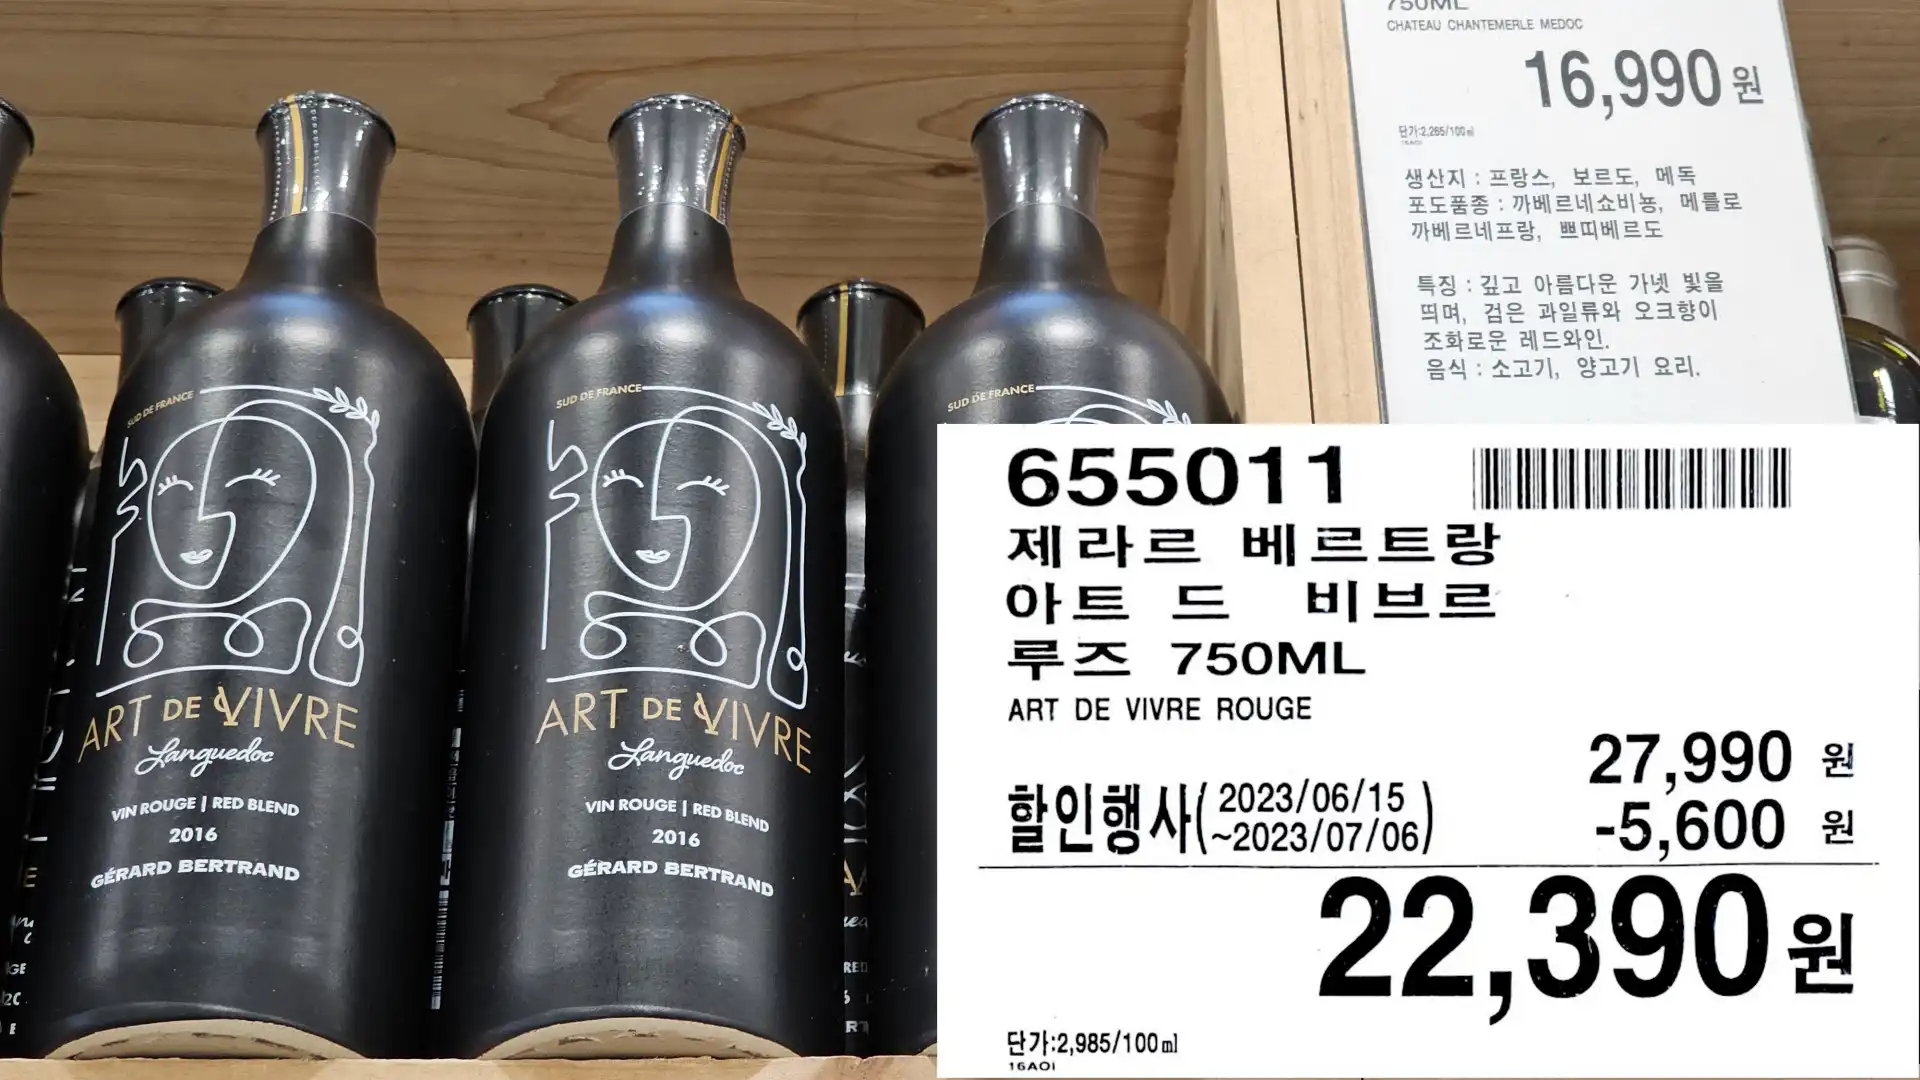 SUD DE FRANCE
ART DE VIVRE
Languedoc
VIN ROUGE | RED BLEND
2016
GÉRARD BERTRAND
SUD DE FRANCE
ART DE VIVRE
Languedoc
VIN ROUGE | RED BLEND
2016
GÉRARD BERTRAND
SUD DE FRANCE
750ML
CHATEAU CHANTEMERLE MEDOC
16,990 원
단가:2,265/100㎖
16AOI
생산지 : 프랑스, 보르도, 메독
포도품종 : 까베르네쇼비뇽, 메를로
까베르네프랑, 쁘띠베르도
특징 : 깊고 아름다운 가넷 빛을
띄며, 검은 과일류와 오크향이
조화로운 레드와인.
음식 : 소고기, 양고기 요리.
655011
제라르 베르트랑
아트 드 비브르
루즈 750ML
ART DE VIVRE ROUGE
27,990 원
할인행사( 2023/06/15 ~2023/07/06) -5,600 원
22,390 원
단가:2,985/100㎖
16AOI